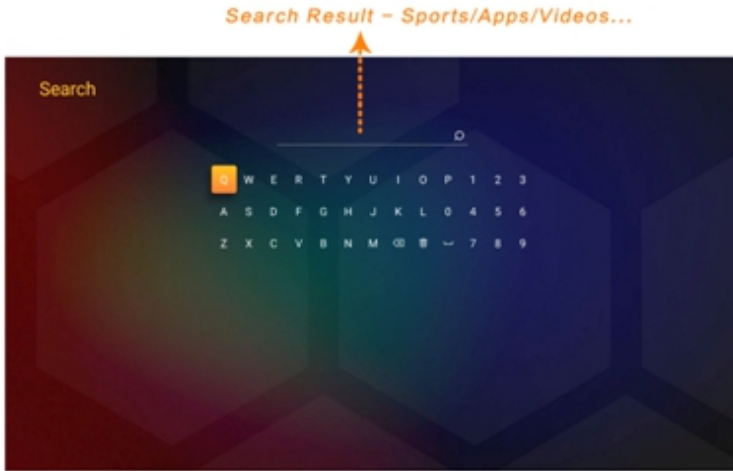 Search Result – Sports/Apps/Videos...
Search
Q W E R T Y U I O P 1 2 3
A S D F G H J K L 0 4 5 6
Z X C V B N M 7 8 9